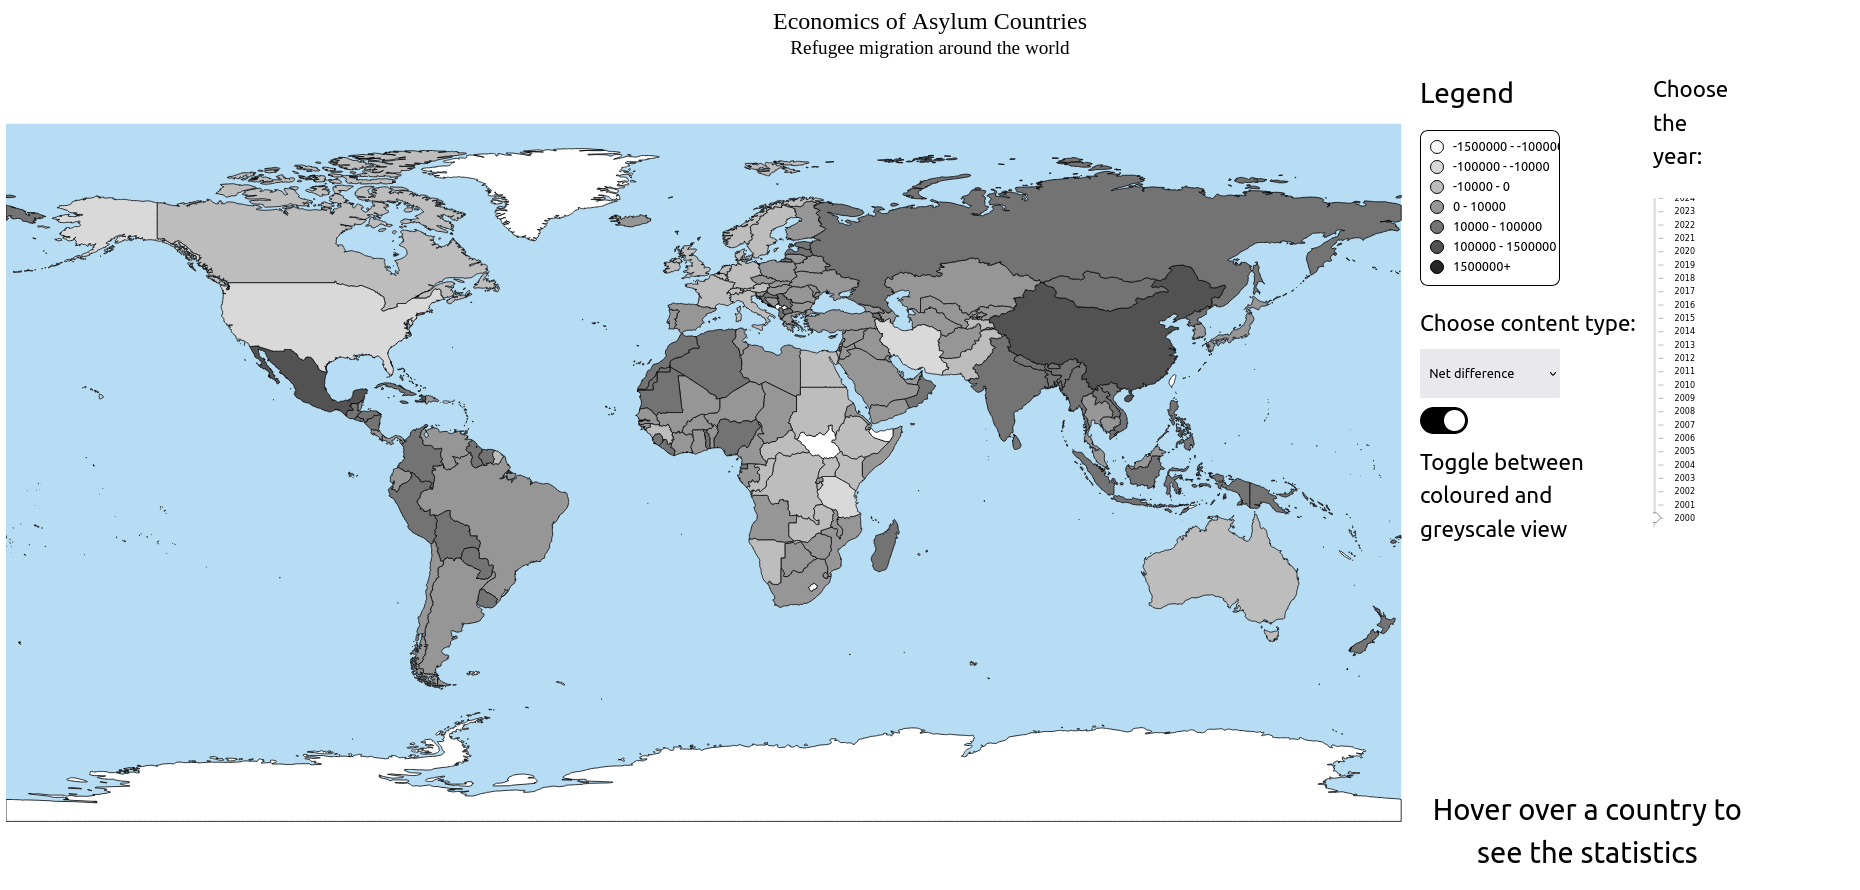 Economics of Asylum Countries
Refugee migration around the world
Legend
-1500000 - -100000
-100000 - -10000
-10000 - 0
0 - 10000
10000 - 100000
100000 - 1500000
1500000+
Choose content type:
Net difference
Toggle between
coloured and
greyscale view
Choose
the
year:
2024
2023
2022
2021
2020
2019
2018
2017
2016
2015
2014
2013
2012
2011
2010
2009
2008
2007
2006
2005
2004
2003
2002
2001
2000
Hover over a country to
see the statistics